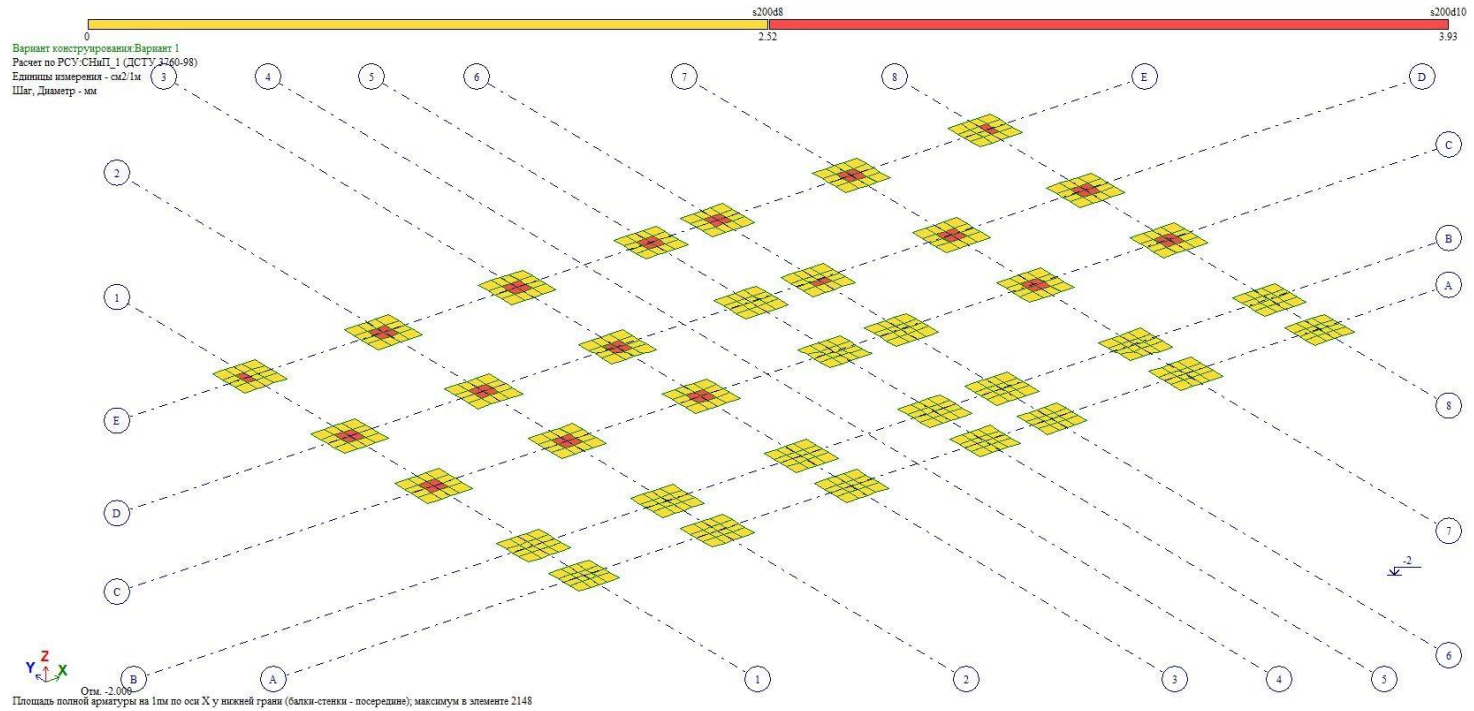 s200d8 s200d10
0 2.52 3.93
Вариант конструирования:Вариант 1
Расчет по РСУ:СНиП_1 (ДСТУ 3760-98)
Единицы измерения - см2/1м
Шаг, Диаметр - мм
3 4 5 6 7 8 E D
C
2
B
A
1
8
E
D
7
-2
C
6
Z
Y X
B A 1 2 3 4 5
Отм. -2.000
Площадь полной арматуры на 1пм по оси X у нижней грани (балки-стенки - посередине); максимум в элементе 2148